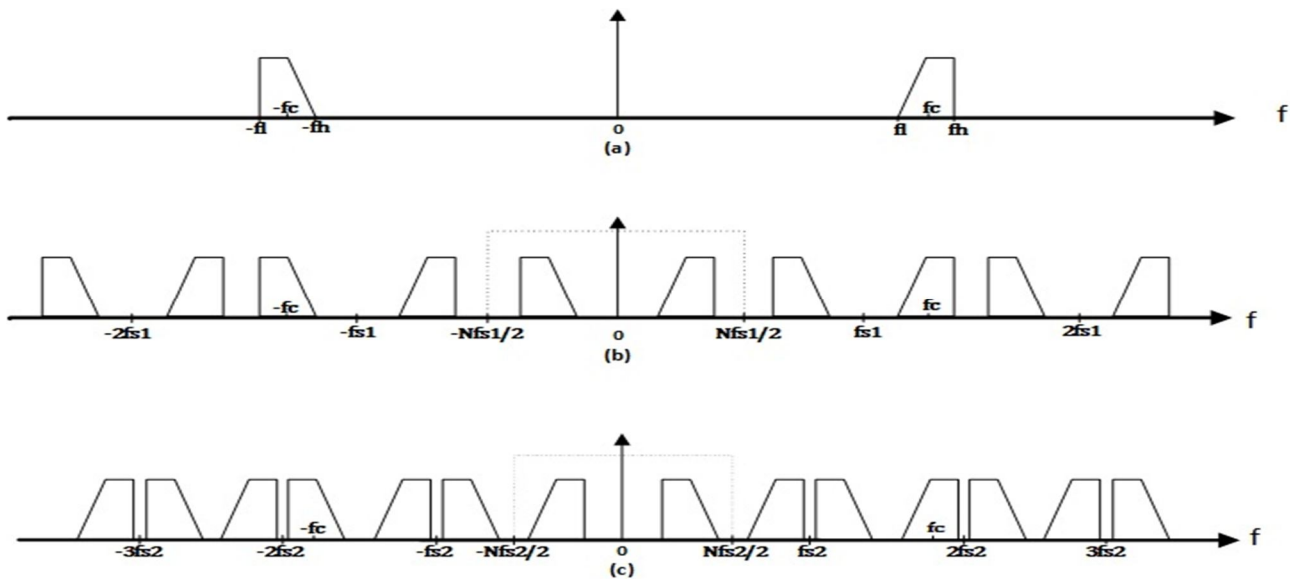 -fc fc
-fl -fh 0 fl fh f
(a)
-fc fc
-2fs1 -fs1 -Nfs1/2 0 Nfs1/2 fs1 2fs1 f
(b)
-fc fc
-3fs2 -2fs2 -fs2 -Nfs2/2 0 Nfs2/2 fs2 2fs2 3fs2 f
(c)